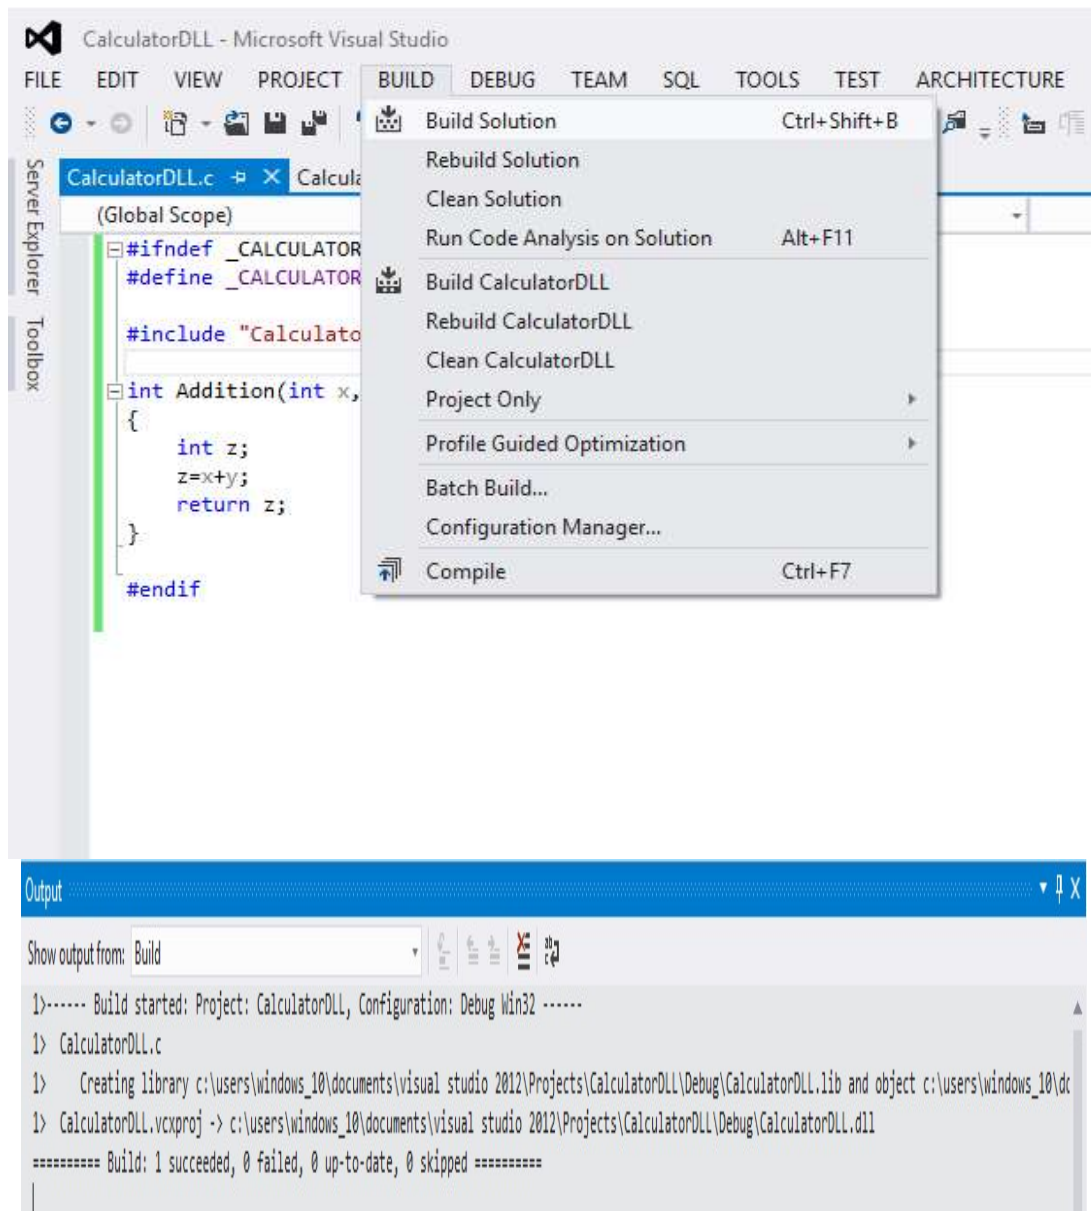 CalculatorDLL - Microsoft Visual Studio
FILE EDIT VIEW PROJECT BUILD DEBUG TEAM SQL TOOLS TEST ARCHITECTURE
Build Solution Ctrl+Shift+B
Rebuild Solution
Clean Solution
Run Code Analysis on Solution Alt+F11
Build CalculatorDLL
Rebuild CalculatorDLL
Clean CalculatorDLL
Project Only
Profile Guided Optimization
Batch Build...
Configuration Manager...
Compile Ctrl+F7
Server Explorer
Toolbox
CalculatorDLL.c Calcula
(Global Scope)
#ifndef _CALCULATOR
#define _CALCULATOR
#include "Calculato
int Addition(int x,
{
int z;
z=x+y;
return z;
}
#endif
Output
Show output from: Build
1>------ Build started: Project: CalculatorDLL, Configuration: Debug Win32 ------
1> CalculatorDLL.c
1> Creating library c:\users\windows_10\documents\visual studio 2012\Projects\CalculatorDLL\Debug\CalculatorDLL.lib and object c:\users\windows_10\dc
1> CalculatorDLL.vcxproj -> c:\users\windows_10\documents\visual studio 2012\Projects\CalculatorDLL\Debug\CalculatorDLL.dll
========== Build: 1 succeeded, 0 failed, 0 up-to-date, 0 skipped ==========